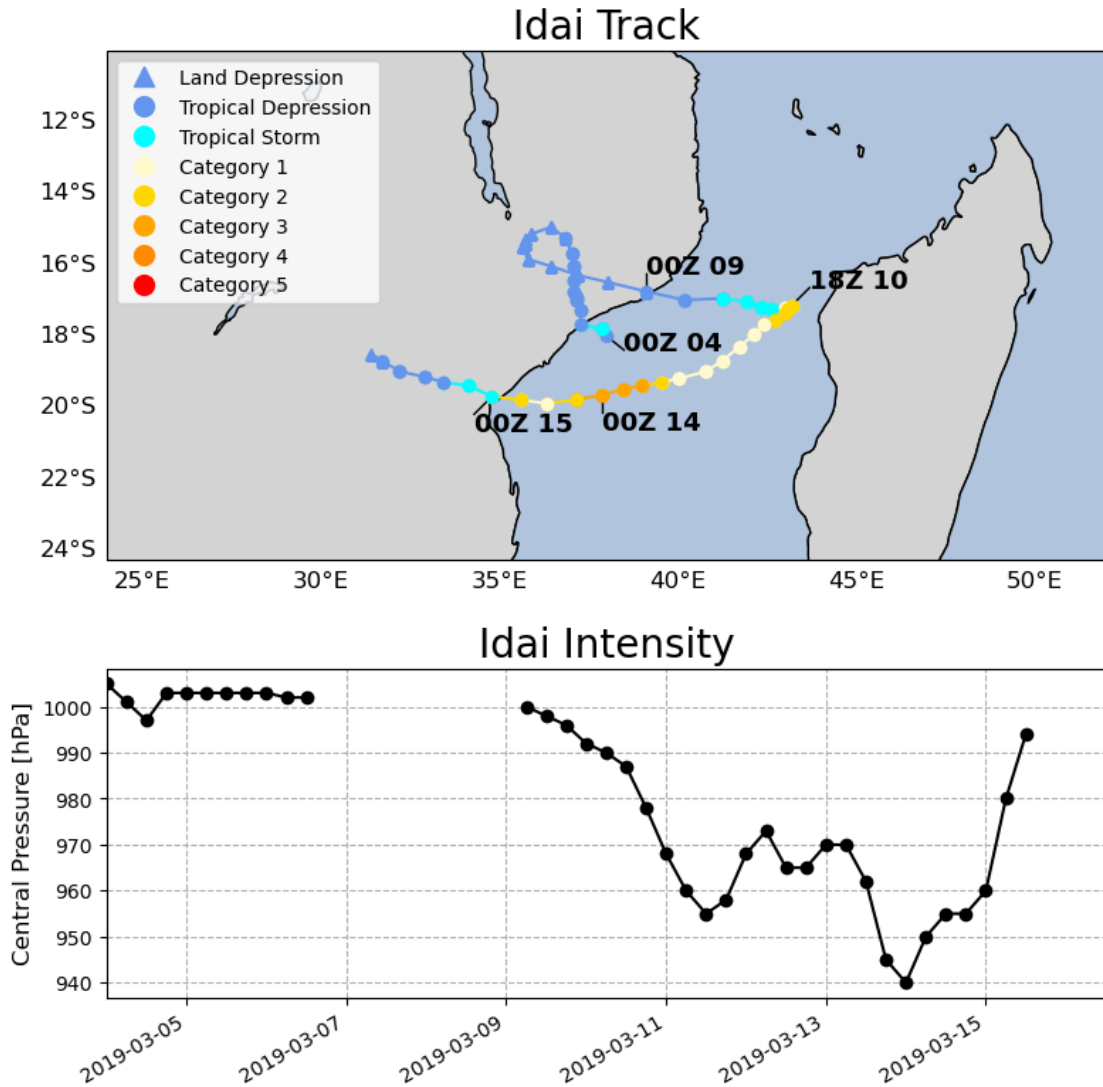 Idai Track
Land Depression
Tropical Depression
Tropical Storm
Category 1
Category 2
Category 3
Category 4
Category 5
12°S
14°S
16°S
18°S
20°S
22°S
24°S
00Z 09
18Z 10
00Z 04
00Z 15
00Z 14
25°E 30°E 35°E 40°E 45°E 50°E
Idai Intensity
Central Pressure [hPa]
1000
990
980
970
960
950
940
2019-03-05 2019-03-07 2019-03-09 2019-03-11 2019-03-13 2019-03-15